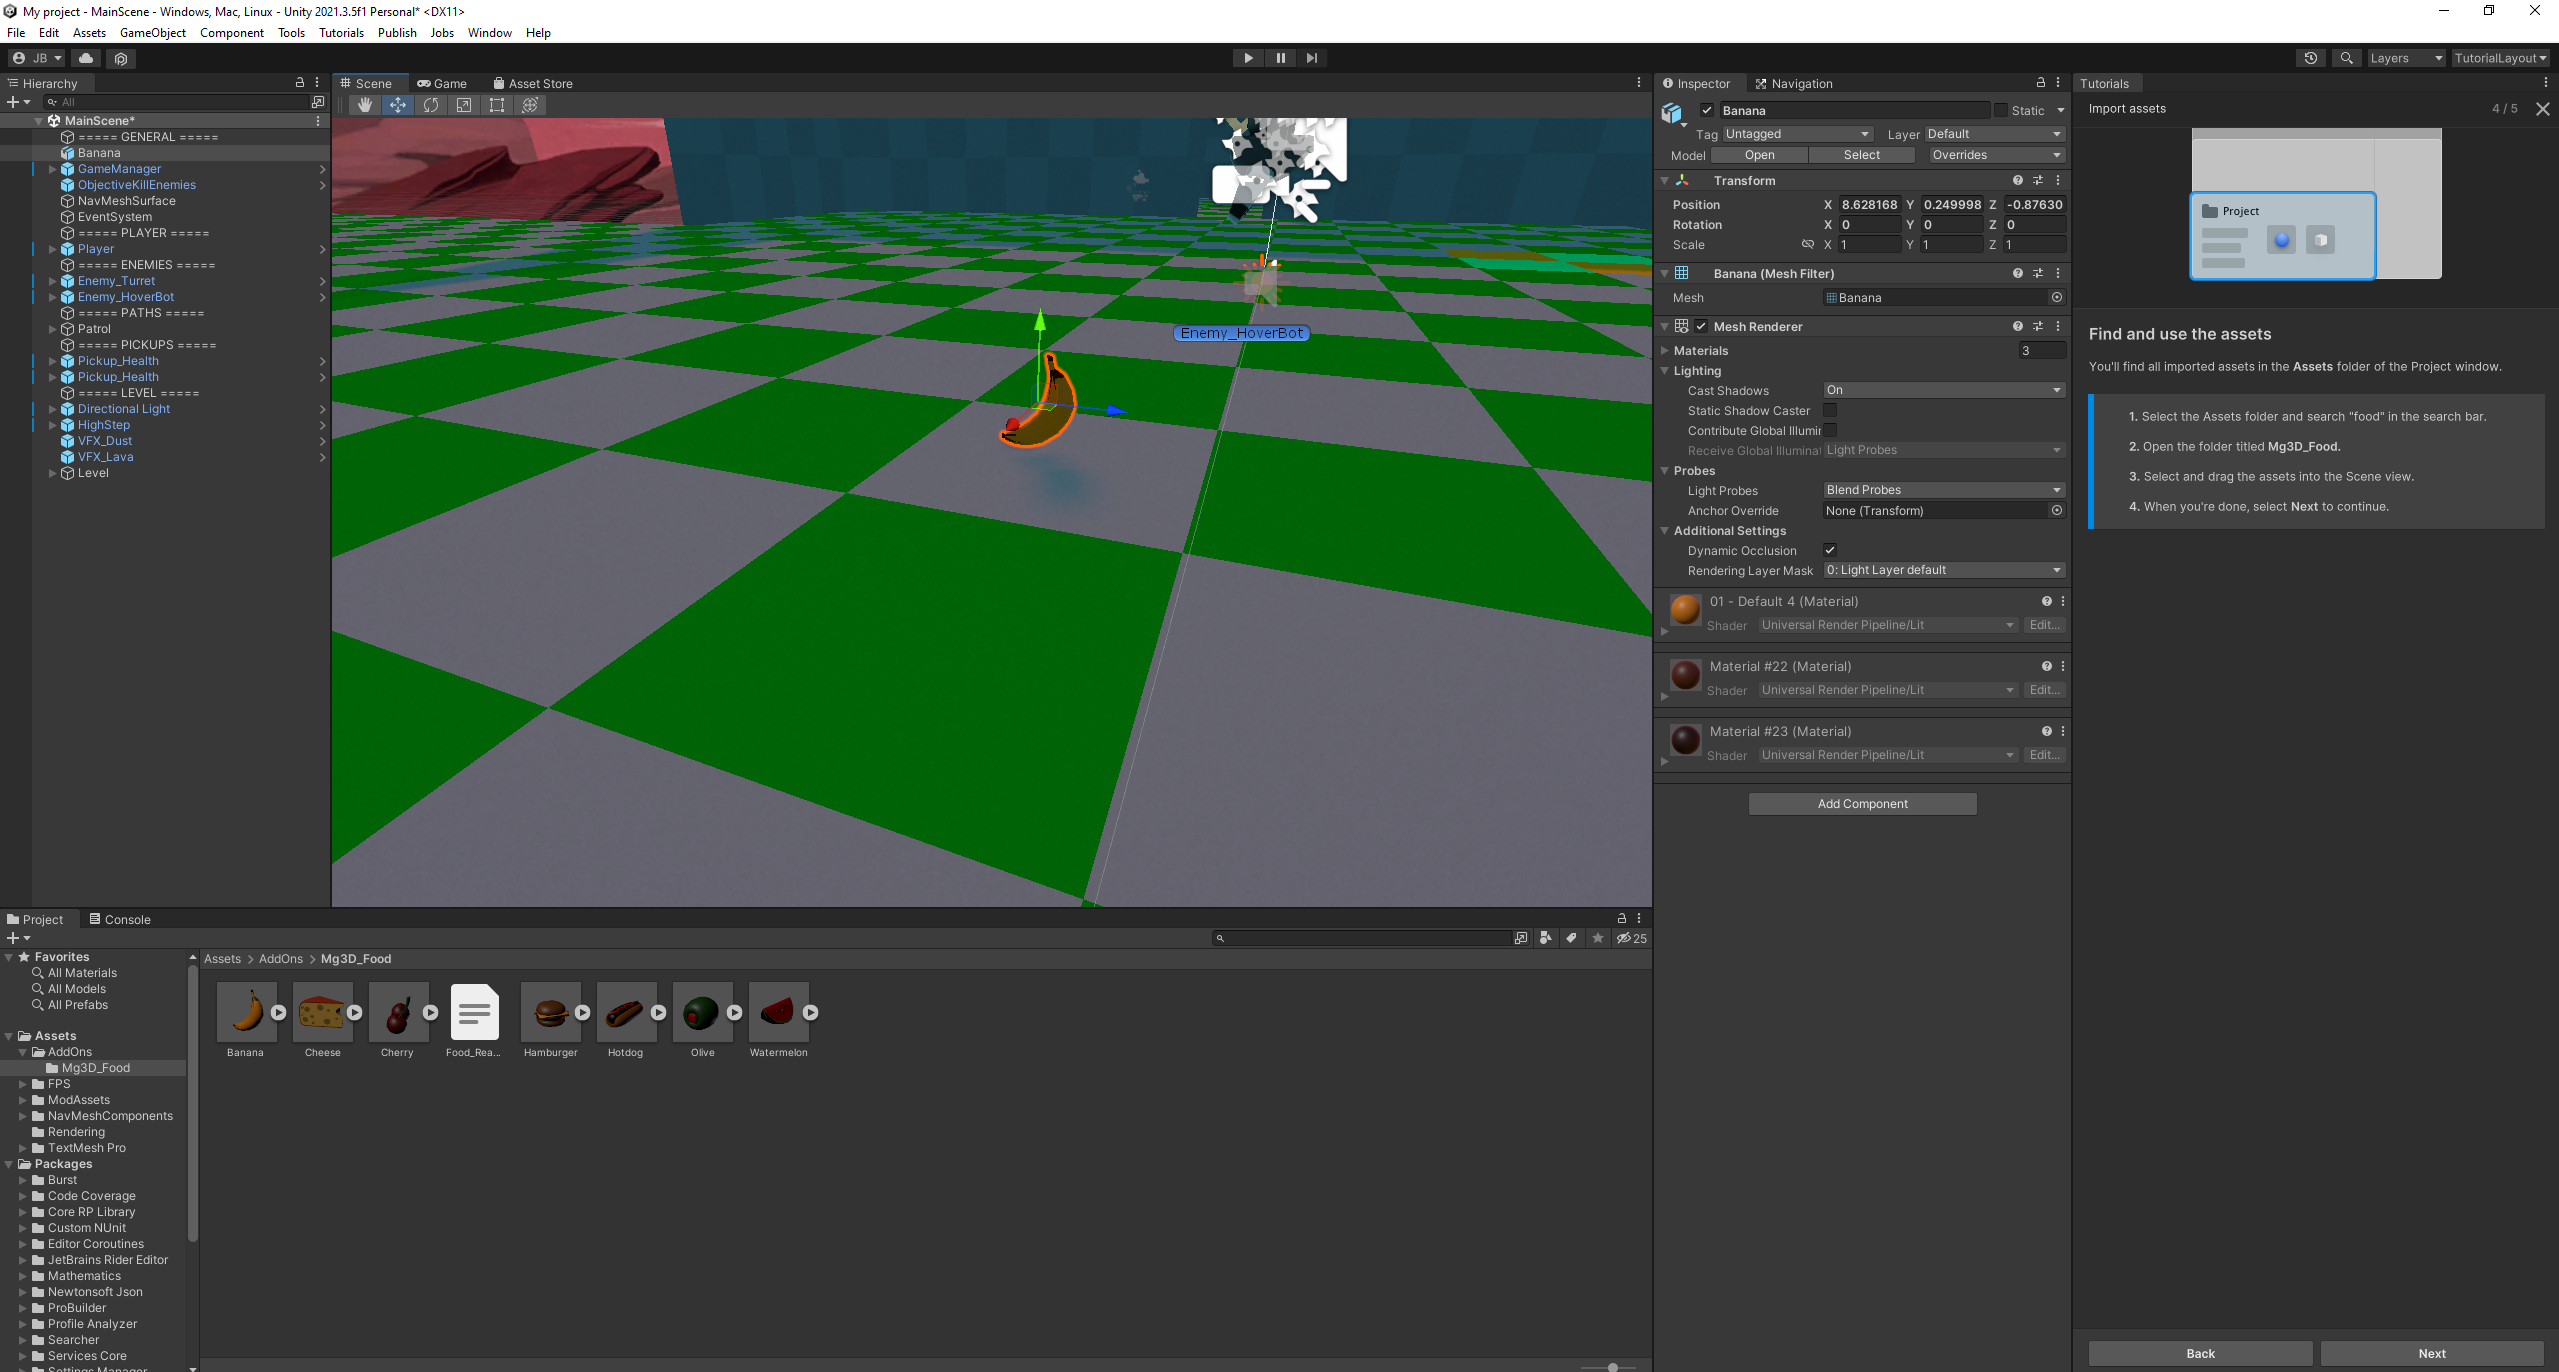 My project - MainScene - Windows, Mac, Linux - Unity 2021.3.5f1 Personal* <DX11>
File Edit Assets GameObject Component Tools Tutorials Publish Jobs Window Help
JB
Layers TutorialLayout
Hierarchy
All
MainScene*
===== GENERAL =====
Banana
GameManager
ObjectiveKillEnemies
NavMeshSurface
EventSystem
===== PLAYER =====
Player
===== ENEMIES =====
Enemy_Turret
Enemy_HoverBot
===== PATHS =====
Patrol
===== PICKUPS =====
Pickup_Health
Pickup_Health
===== LEVEL =====
Directional Light
HighStep
VFX_Dust
VFX_Lava
Level
Scene Game Asset Store
Enemy_HoverBot
Inspector Navigation
Banana Static
Tag Untagged Layer Default
Model Open Select Overrides
Transform
Position X 8.628168 Y 0.249998 Z -0.87630
Rotation X 0 Y 0 Z 0
Scale X 1 Y 1 Z 1
Banana (Mesh Filter)
Mesh Banana
Mesh Renderer
Materials 3
Lighting
Cast Shadows On
Static Shadow Caster
Contribute Global Illumir
Receive Global Illuminat Light Probes
Probes
Light Probes Blend Probes
Anchor Override None (Transform)
Additional Settings
Dynamic Occlusion
Rendering Layer Mask 0: Light Layer default
01 - Default 4 (Material)
Shader Universal Render Pipeline/Lit Edit...
Material #22 (Material)
Shader Universal Render Pipeline/Lit Edit...
Material #23 (Material)
Shader Universal Render Pipeline/Lit Edit...
Add Component
Tutorials
Import assets 4 / 5
Project
Find and use the assets
You'll find all imported assets in the Assets folder of the Project window.
1. Select the Assets folder and search "food" in the search bar.
2. Open the folder titled Mg3D_Food.
3. Select and drag the assets into the Scene view.
4. When you're done, select Next to continue.
Back Next
Project Console
25
Favorites
All Materials
All Models
All Prefabs
Assets
AddOns
Mg3D_Food
FPS
ModAssets
NavMeshComponents
Rendering
TextMesh Pro
Packages
Burst
Code Coverage
Core RP Library
Custom NUnit
Editor Coroutines
JetBrains Rider Editor
Mathematics
Newtonsoft Json
ProBuilder
Profile Analyzer
Searcher
Services Core
Settings Manager
Assets > AddOns > Mg3D_Food
Banana Cheese Cherry Food_Rea... Hamburger Hotdog Olive Watermelon